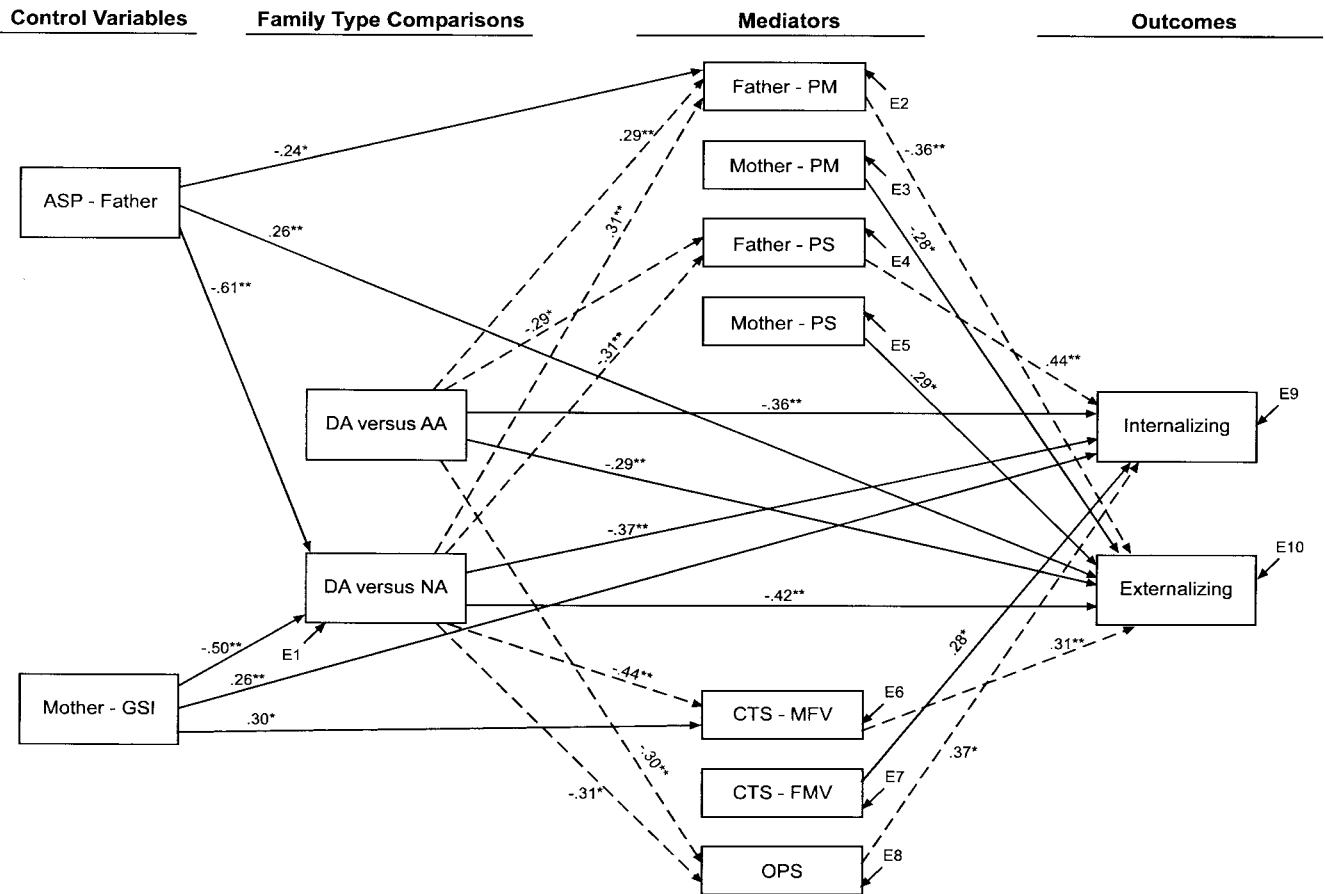 Control Variables
Family Type Comparisons
Mediators
Outcomes
Father - PM
E2
.29**
-.36**
-.24*
Mother - PM
E3
ASP - Father
.31**
.26**
Father - PS
-.28*
E4
-.61**
-.29*
Mother - PS
-.31**
E5
.44**
.29*
DA versus AA
-.36**
E9
Internalizing
-.29**
-.37**
E10
DA versus NA
-.42**
Externalizing
-.50**
E1
.28*
.31**
.26**
-.44**
Mother - GSI
E6
.30*
CTS - MFV
-.30**
.37*
-.31*
CTS - FMV
E7
OPS
E8